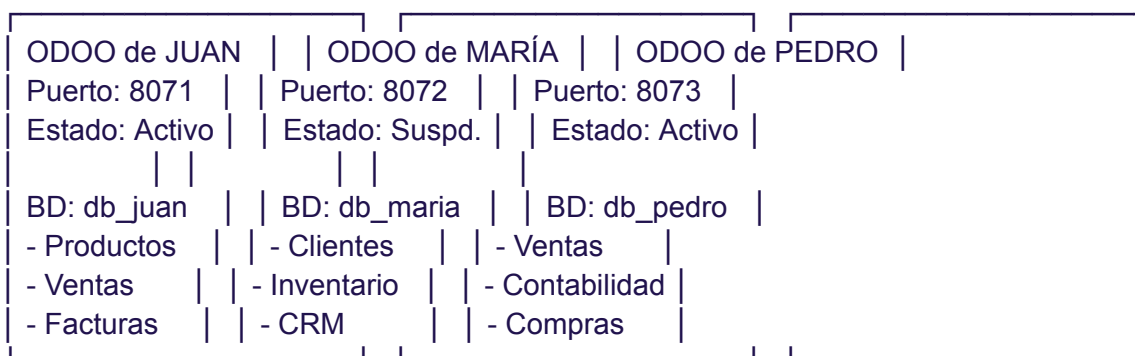 ODOO de JUAN ODOO de MARÍA ODOO de PEDRO
Puerto: 8071 Puerto: 8072 Puerto: 8073
Estado: Activo Estado: Suspd. Estado: Activo
BD: db_juan BD: db_maria BD: db_pedro
- Productos - Clientes - Ventas
- Ventas - Inventario - Contabilidad
- Facturas - CRM - Compras